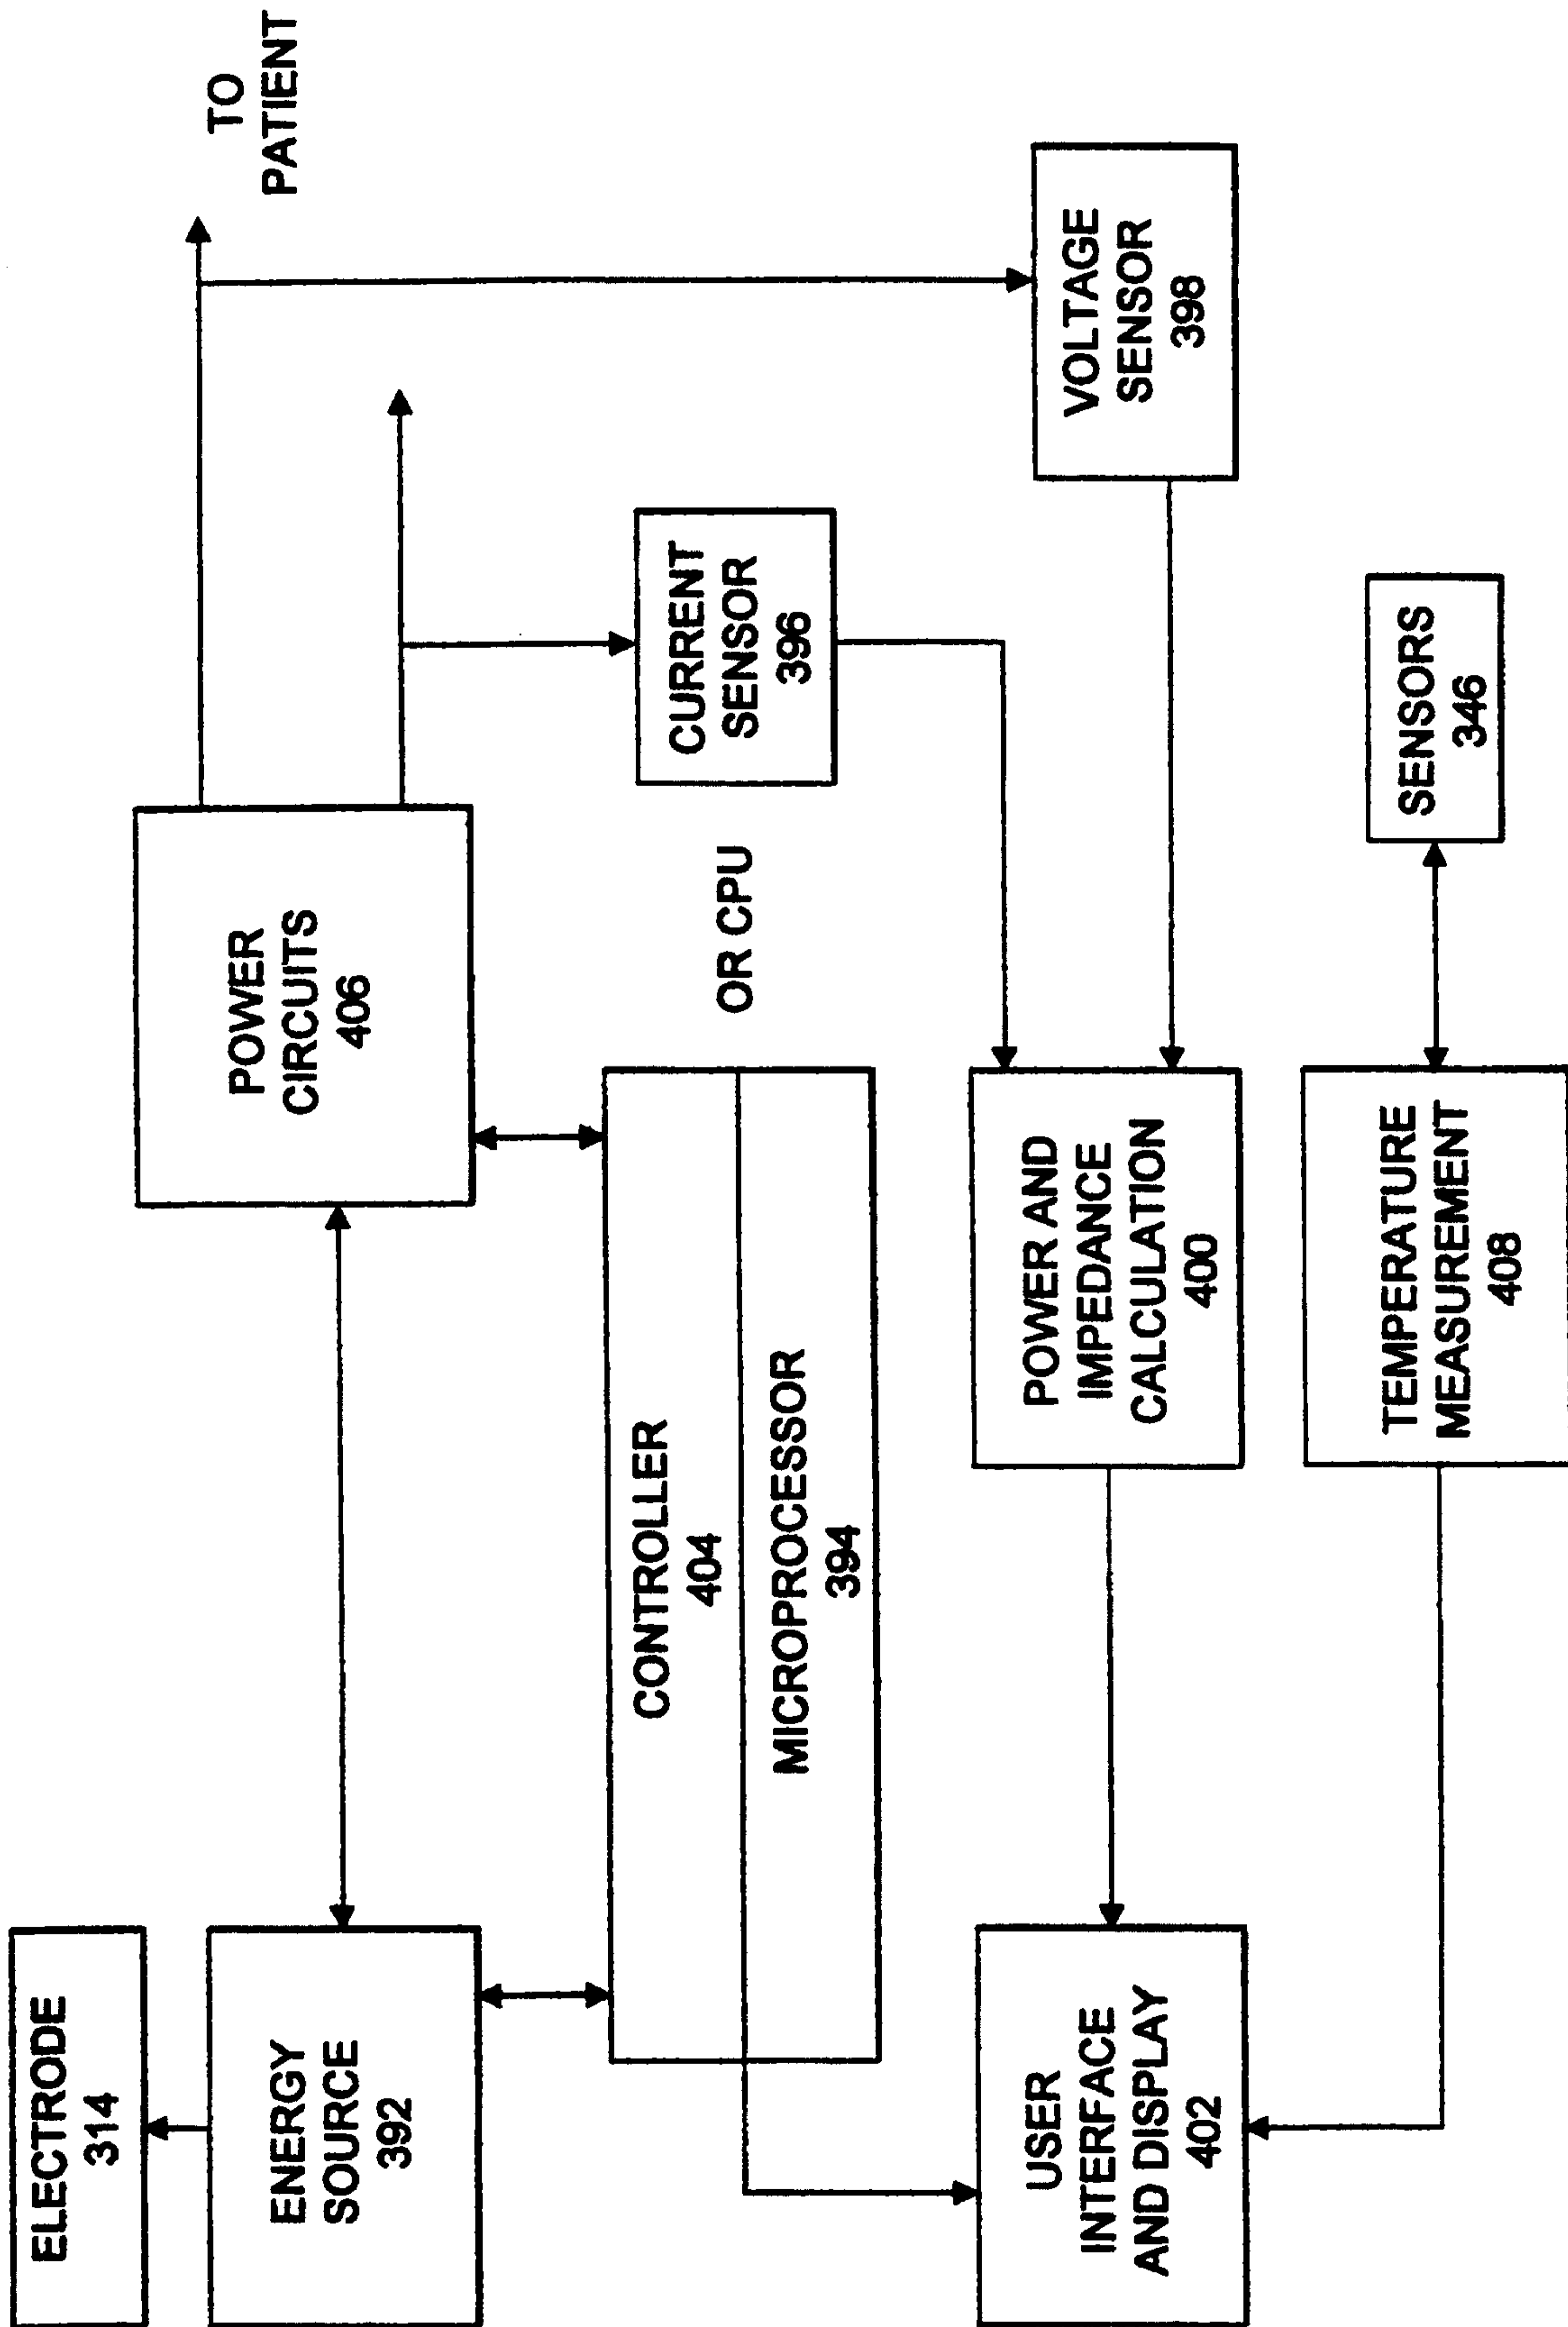 ELECTRODE
314
ENERGY
SOURCE
392
POWER
CIRCUITS
406
TO
PATIENT
CONTROLLER
404
MICROPROCESSOR
394
OR CPU
CURRENT
SENSOR
396
VOLTAGE
SENSOR
398
USER
INTERFACE
AND DISPLAY
402
POWER AND
IMPEDANCE
CALCULATION
400
TEMPERATURE
MEASUREMENT
408
SENSORS
346